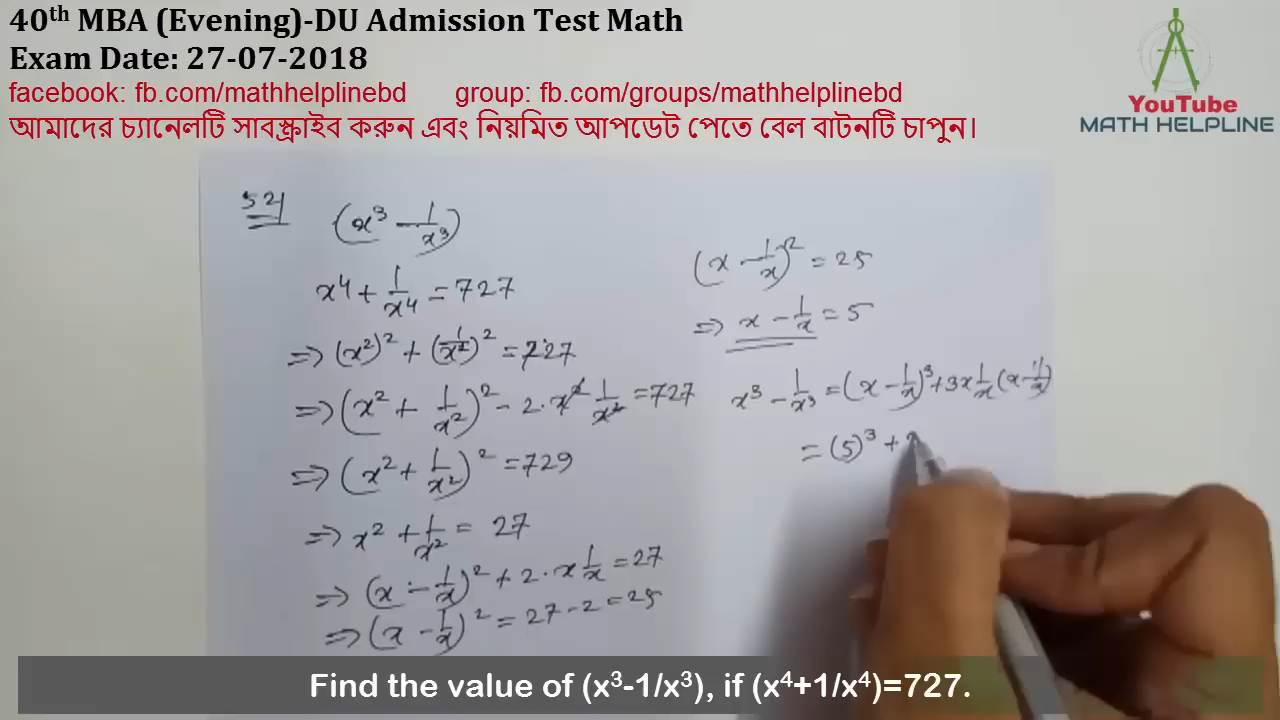 40th MBA (Evening)-DU Admission Test Math
Exam Date: 27-07-2018
facebook: fb.com/mathhelplinebd group: fb.com/groups/mathhelplinebd
আমাদের চ্যানেলটি সাবস্ক্রাইব করুন এবং নিয়মিত আপডেট পেতে বেল বাটনটি চাপুন।
YouTube
MATH HELPLINE
(x³ - 1/x³)
x⁴ + 1/x⁴ = 727
⇒ (x²)² + (1/x²)² = 727
⇒ (x² + 1/x²)² - 2·x² 1/x² = 727
⇒ (x² + 1/x²)² = 729
⇒ x² + 1/x² = 27
⇒ (x - 1/x)² + 2·x 1/x = 27
⇒ (x - 1/x)² = 27 - 2 = 25
(x - 1/x)² = 25
⇒ x - 1/x = 5
x³ - 1/x³ = (x - 1/x)³ + 3x 1/x (x - 1/x)
= (5)³ +
Find the value of (x³-1/x³), if (x⁴+1/x⁴)=727.